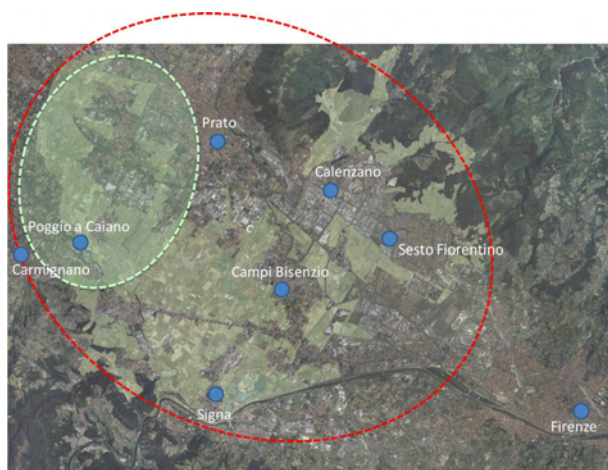 Prato
Calenzano
Poggio a Caiano
Sesto Fiorentino
Carmignano
Campi Bisenzio
Signa
Firenze